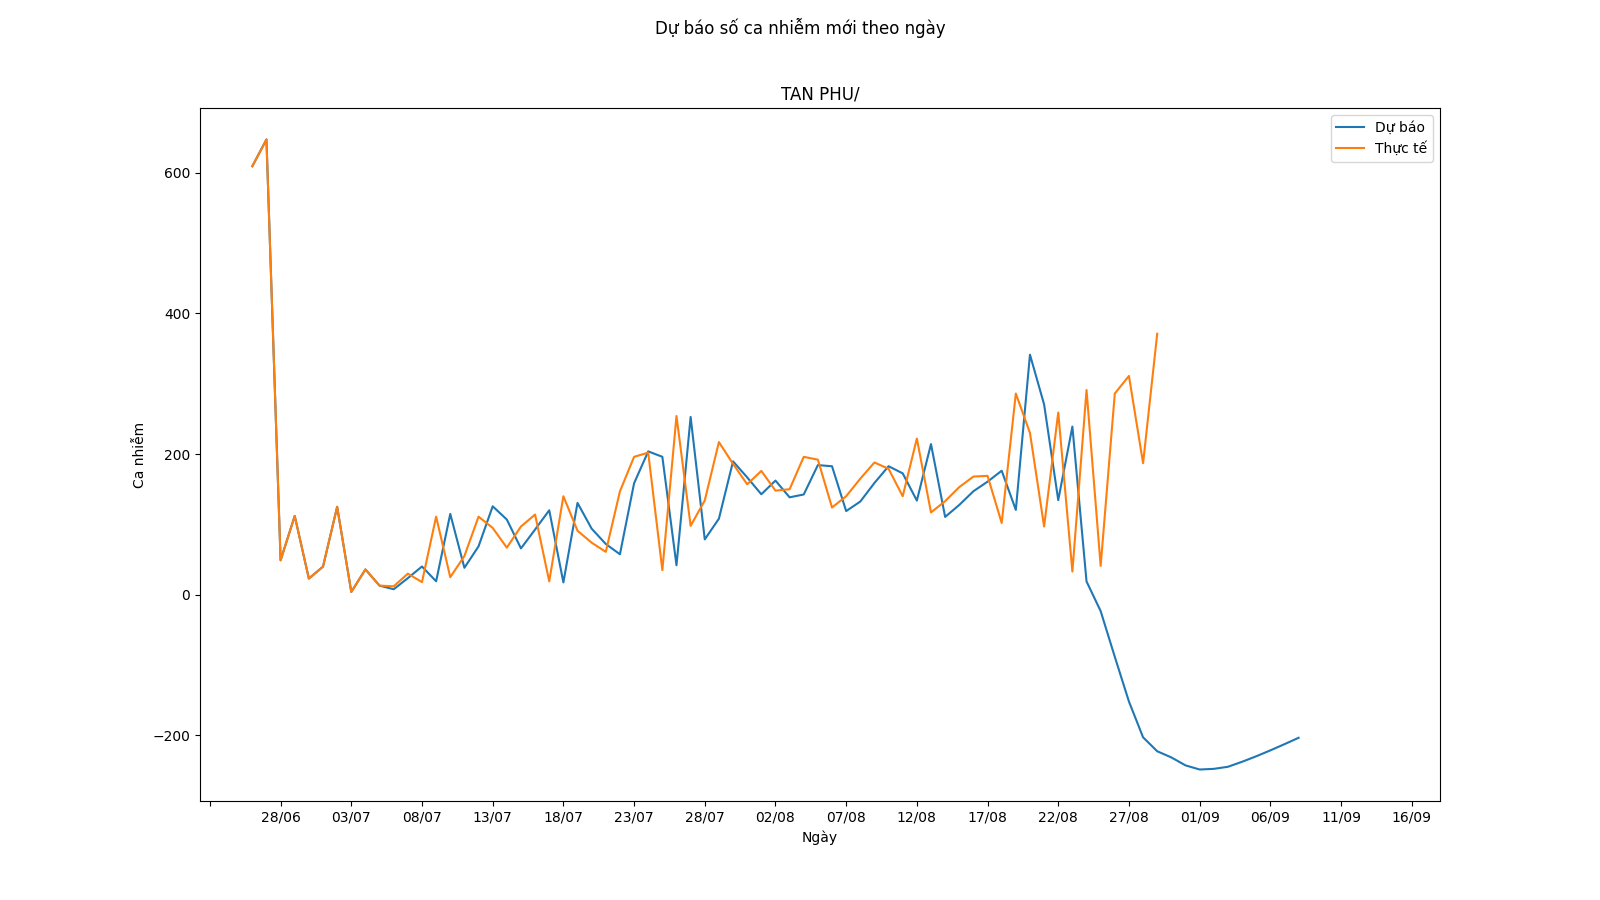 Dự báo số ca nhiễm mới theo ngày
TAN PHU/
Dự báo
Thực tế
600
400
200
0
−200
Ca nhiễm
28/06 03/07 08/07 13/07 18/07 23/07 28/07 02/08 07/08 12/08 17/08 22/08 27/08 01/09 06/09 11/09 16/09
Ngày